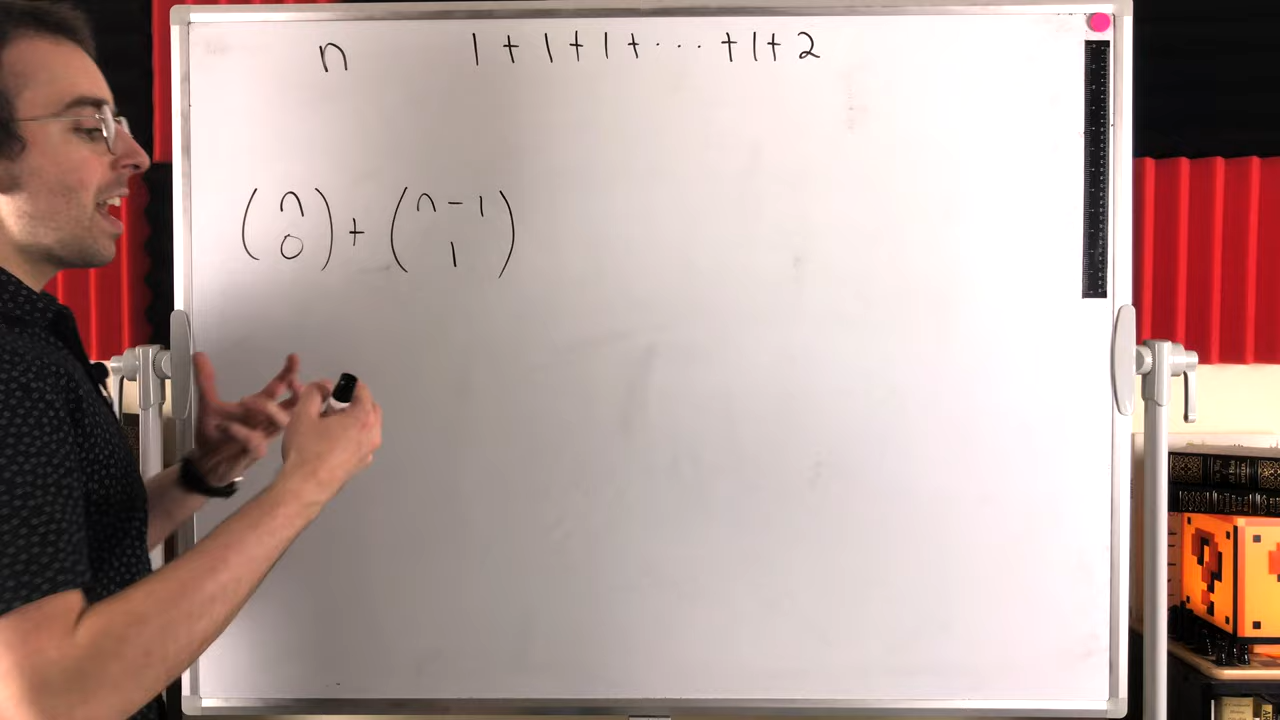 n 1 + 1 + 1 + ··· + 1 + 2
(n 0) + (n - 1 1)